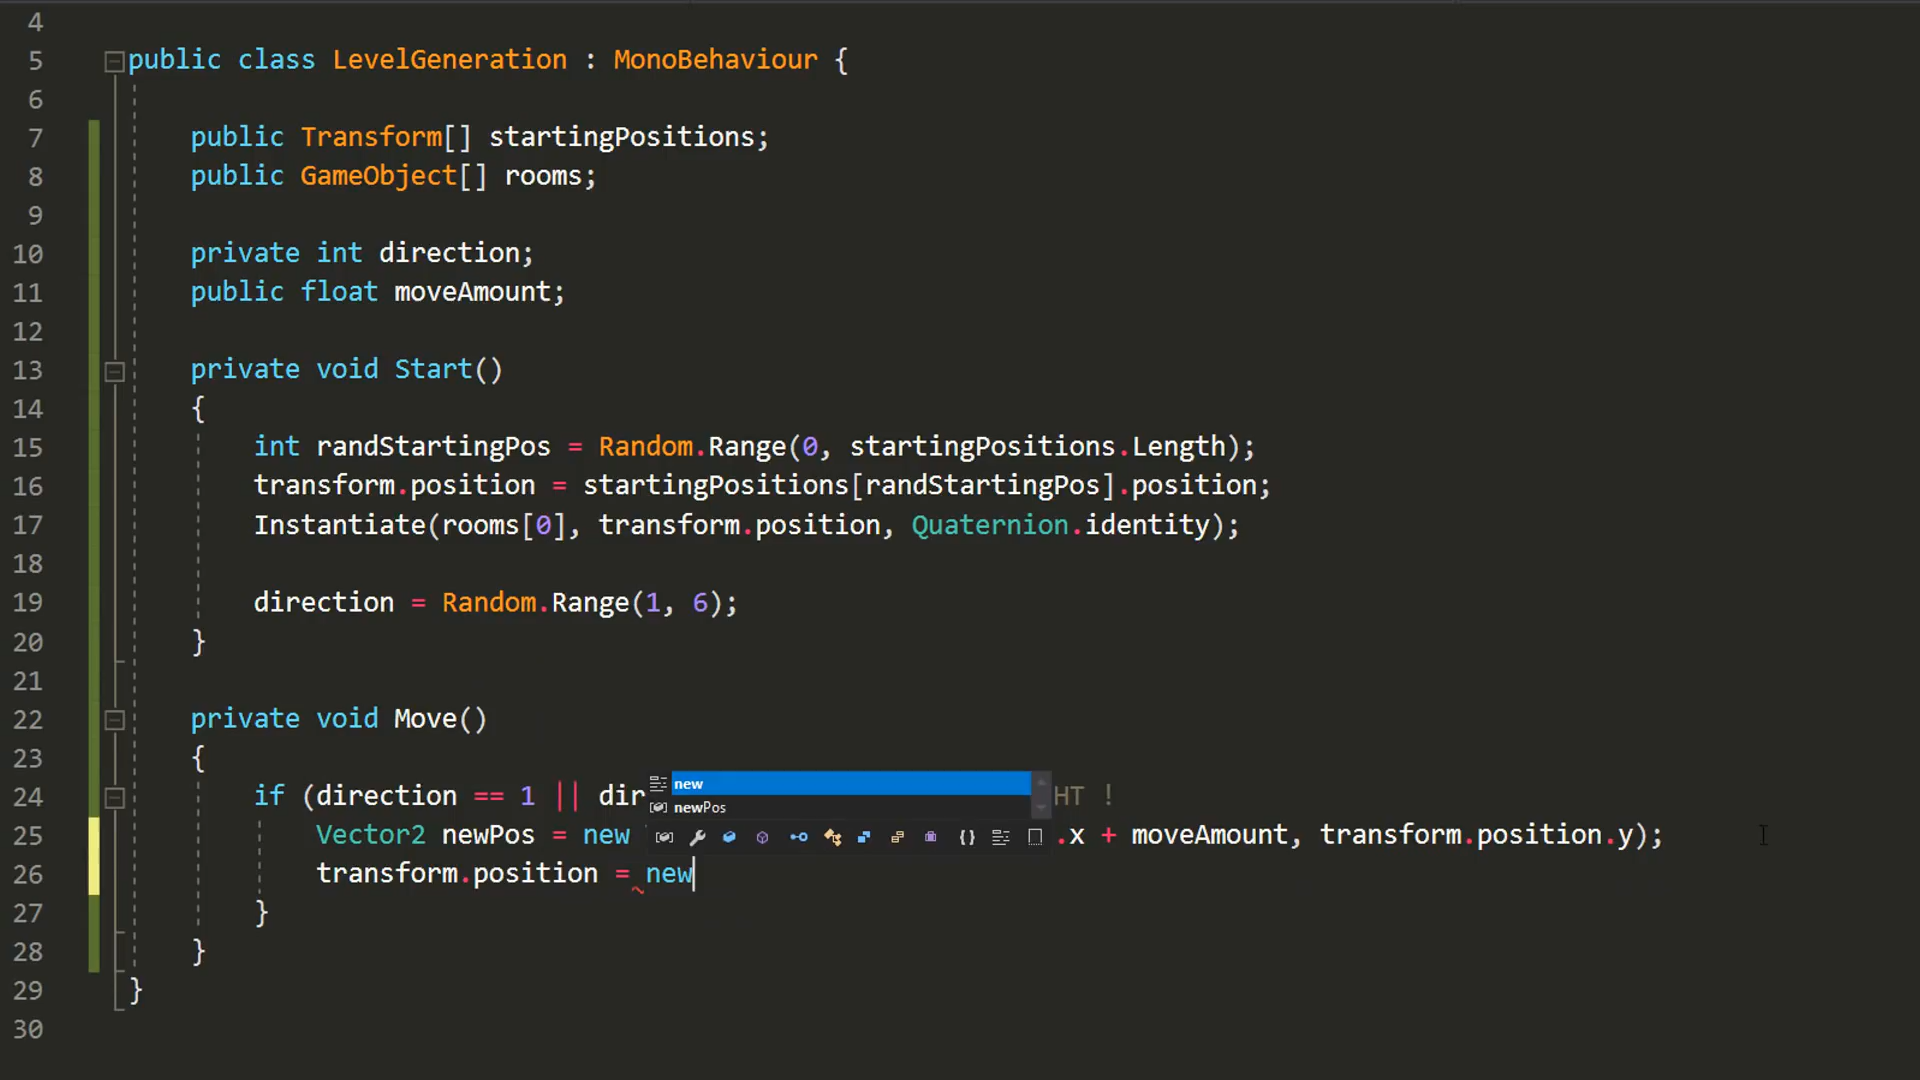 4
5 public class LevelGeneration : MonoBehaviour {
6
7 public Transform[] startingPositions;
8 public GameObject[] rooms;
9
10 private int direction;
11 public float moveAmount;
12
13 private void Start()
14 {
15 int randStartingPos = Random.Range(0, startingPositions.Length);
16 transform.position = startingPositions[randStartingPos].position;
17 Instantiate(rooms[0], transform.position, Quaternion.identity);
18
19 direction = Random.Range(1, 6);
20 }
21
22 private void Move()
23 {
new
24 if (direction == 1 || dir HT !
newPos
25 Vector2 newPos = new {} .x + moveAmount, transform.position.y);
26 transform.position = new
27 }
28 }
29 }
30